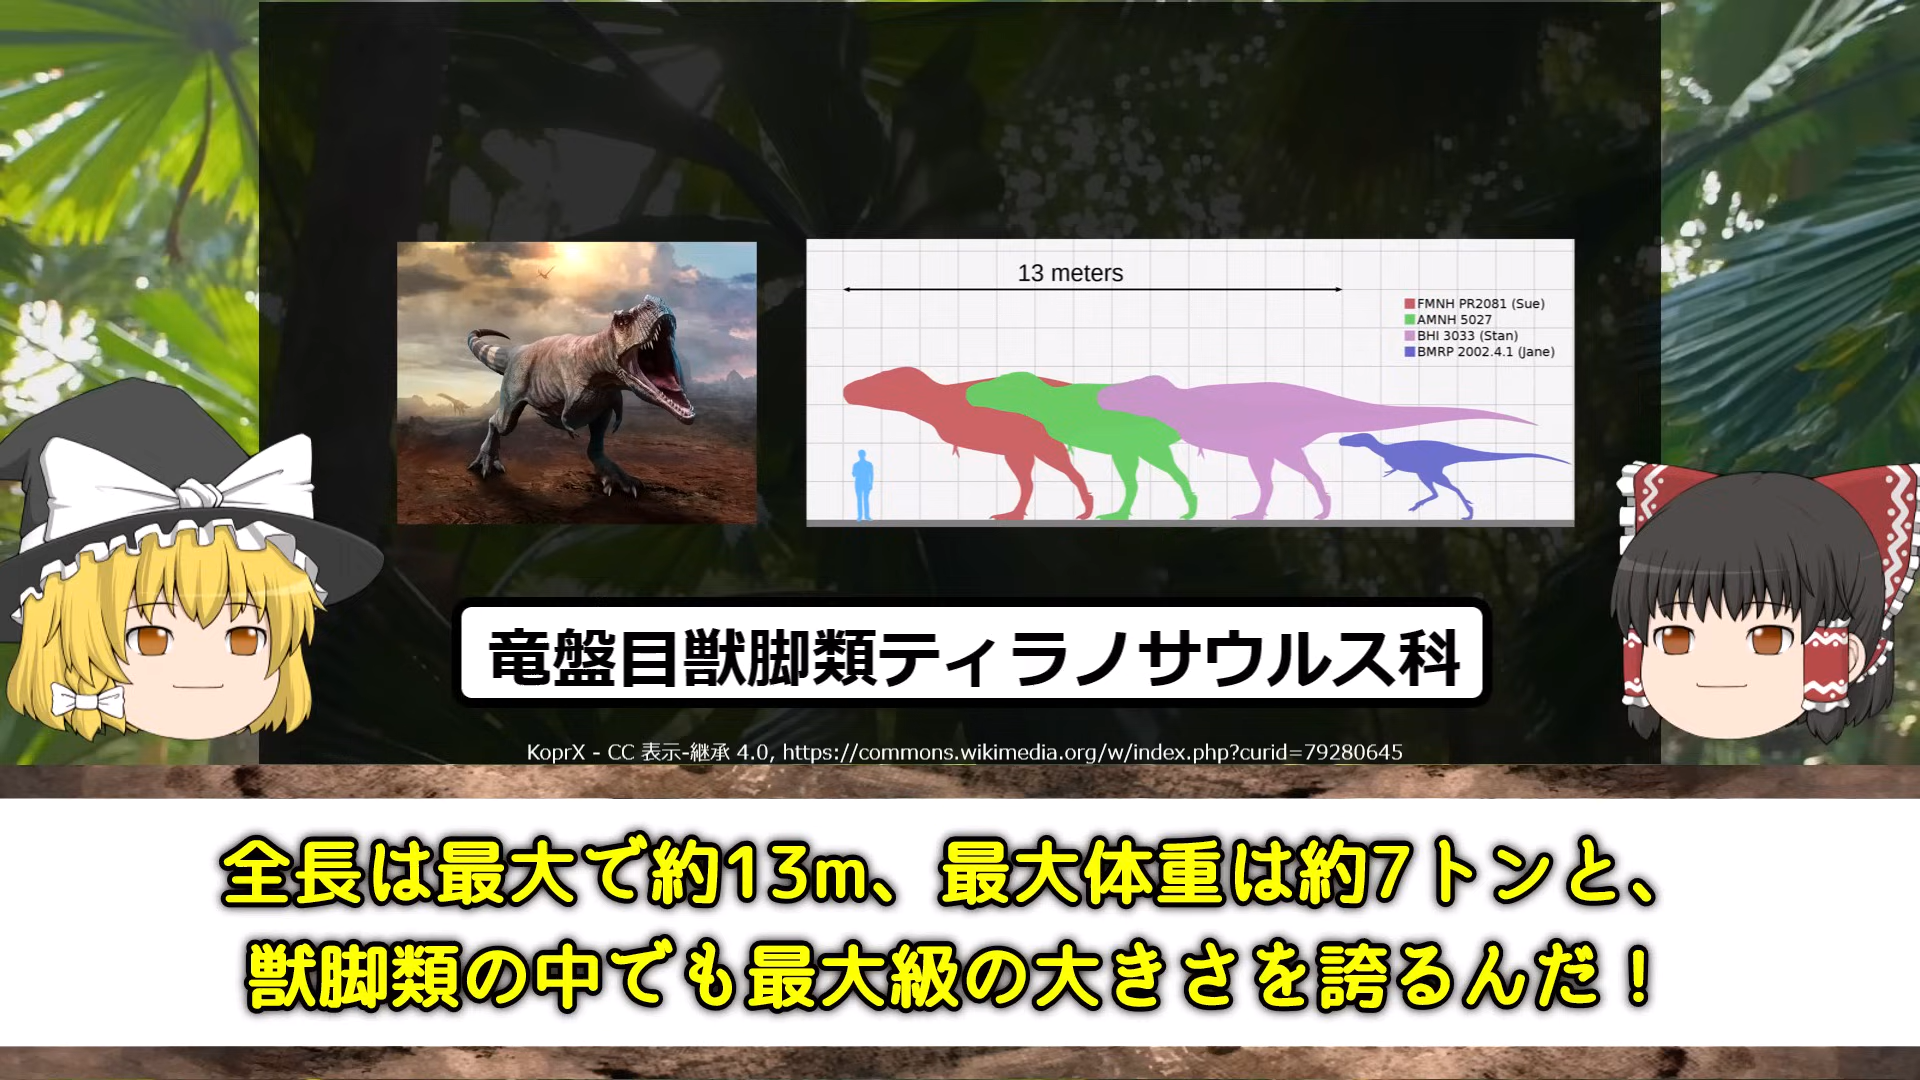 13 meters
FMNH PR2081 (Sue)
AMNH 5027
BHI 3033 (Stan)
BMRP 2002.4.1 (Jane)
竜盤目獣脚類ティラノサウルス科
KoprX - CC 表示-継承 4.0, https://commons.wikimedia.org/w/index.php?curid=79280645
全長は最大で約13m、最大体重は約7トンと、
獣脚類の中でも最大級の大きさを誇るんだ！